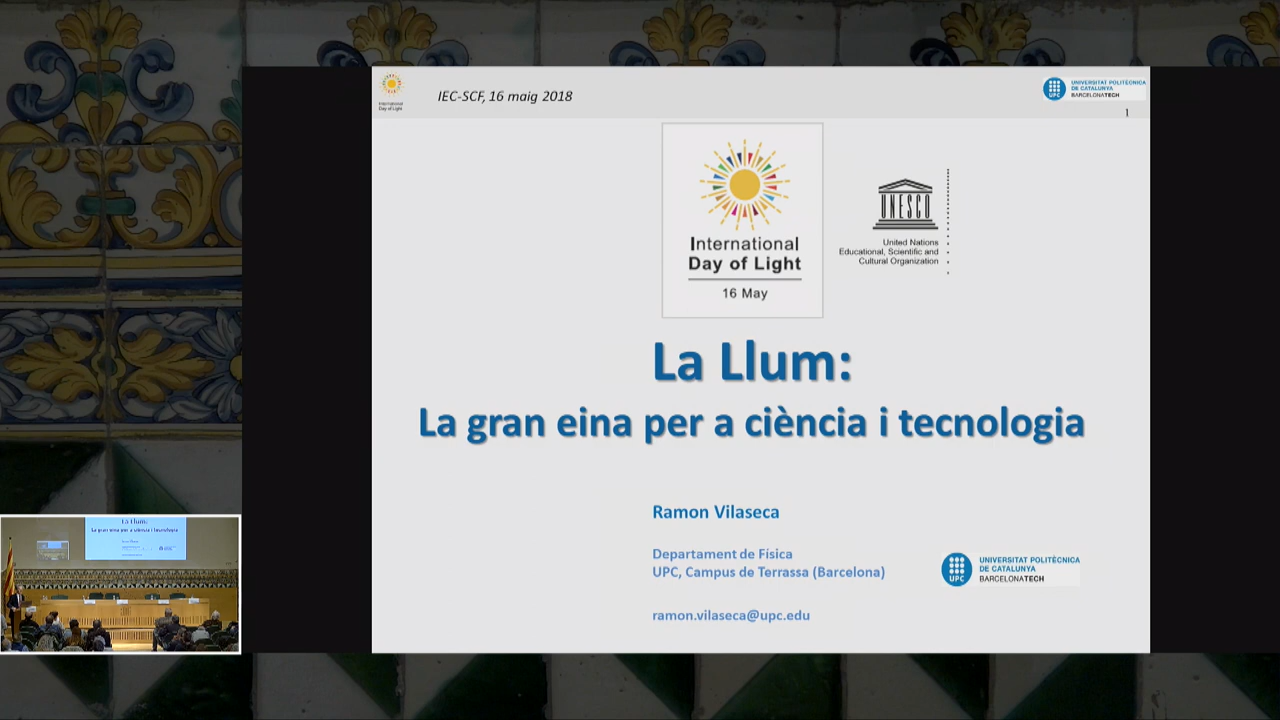 International
Day of Light
IEC-SCF, 16 maig 2018
UPC
UNIVERSITAT POLITÈCNICA
DE CATALUNYA
BARCELONATECH
1
International
Day of Light
16 May
UNESCO
United Nations
Educational, Scientific and
Cultural Organization
La Llum:
La gran eina per a ciència i tecnologia
Ramon Vilaseca
Departament de Física
UPC, Campus de Terrassa (Barcelona)
ramon.vilaseca@upc.edu
UPC
UNIVERSITAT POLITÈCNICA
DE CATALUNYA
BARCELONATECH
La Llum:
La gran eina per a ciència i tecnologia